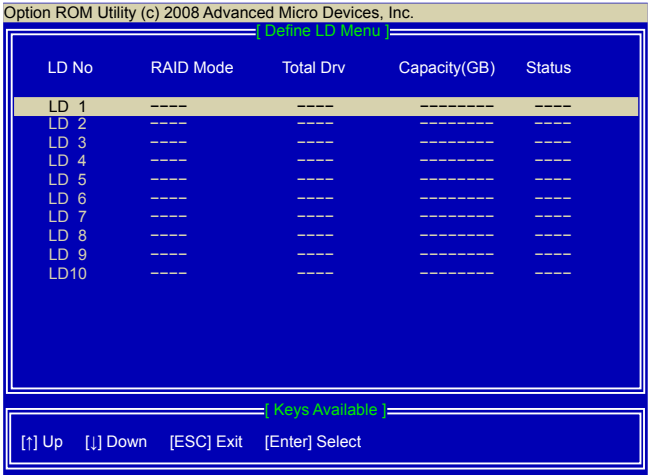 Option ROM Utility (c) 2008 Advanced Micro Devices, Inc.
[ Define LD Menu ]
LD No RAID Mode Total Drv Capacity(GB) Status
LD 1 ---- ---- -------- ----
LD 2 ---- ---- -------- ----
LD 3 ---- ---- -------- ----
LD 4 ---- ---- -------- ----
LD 5 ---- ---- -------- ----
LD 6 ---- ---- -------- ----
LD 7 ---- ---- -------- ----
LD 8 ---- ---- -------- ----
LD 9 ---- ---- -------- ----
LD10 ---- ---- -------- ----
[ Keys Available ]
[↑] Up [↓] Down [ESC] Exit [Enter] Select